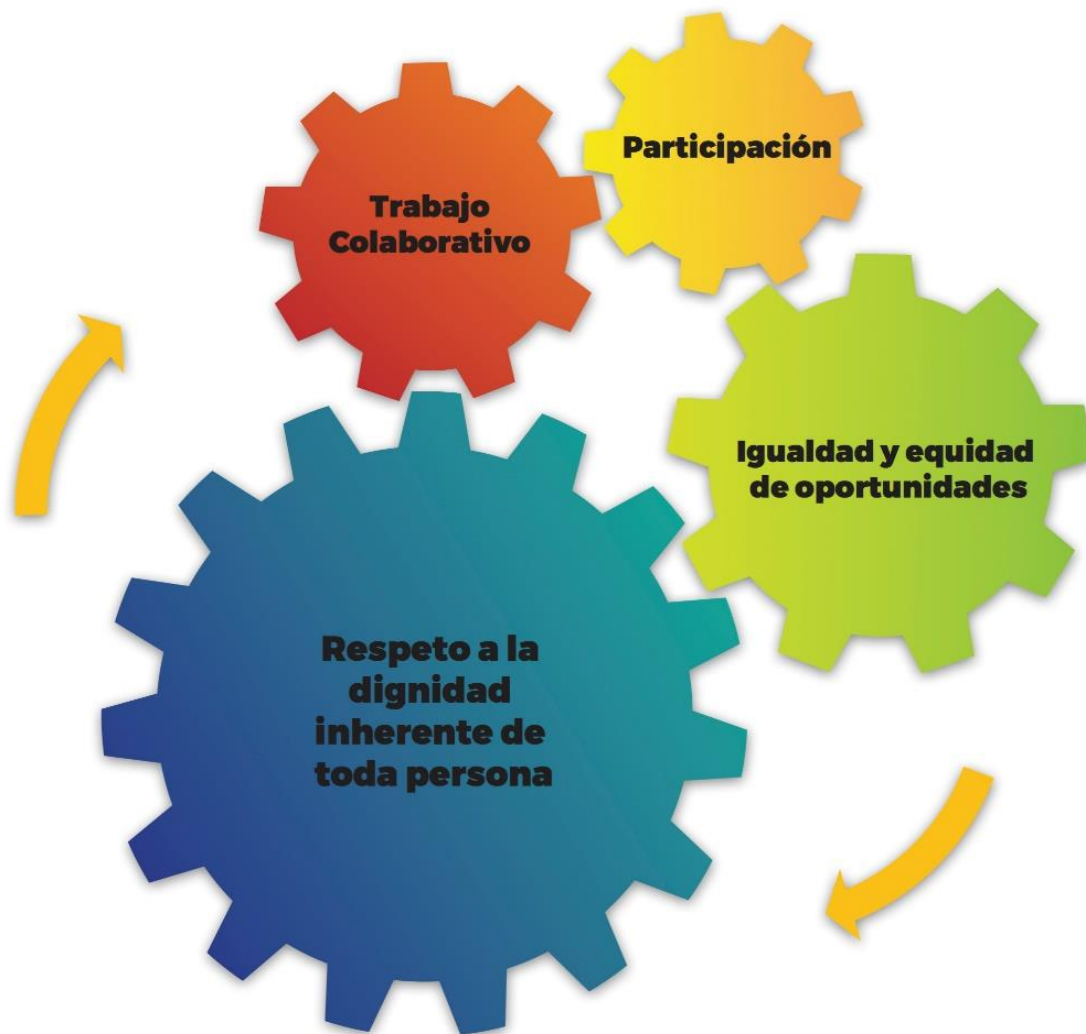 Participación
Trabajo
Colaborativo
Igualdad y equidad
de oportunidades
Respeto a la
dignidad
inherente de
toda persona